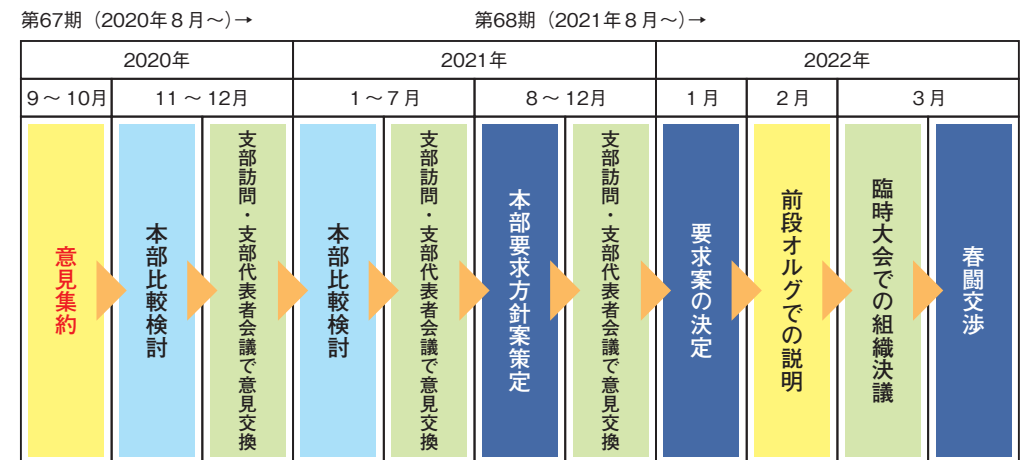 第67期（2020年８月～）→
第68期（2021年８月～）→
2020年
2021年
2022年
9～10月
11～12月
1～7月
8～12月
1月
2月
3月
意見集約
本部比較検討
支部訪問・支部代表者会議で意見交換
本部比較検討
支部訪問・支部代表者会議で意見交換
本部要求方針案策定
支部訪問・支部代表者会議で意見交換
要求案の決定
前段オルグでの説明
臨時大会での組織決議
春闘交渉